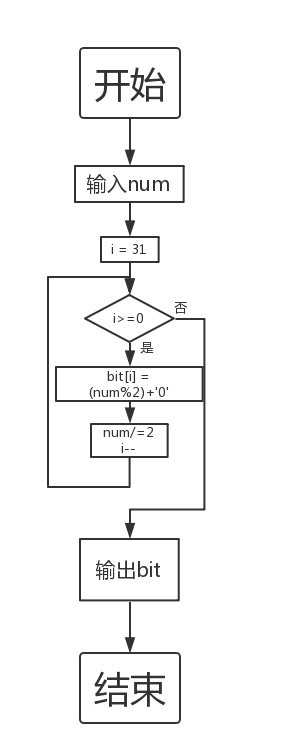 开始
输入num
i = 31
i>=0
否
是
bit[i] =
(num%2)+'0'
num/=2
i--
输出bit
结束